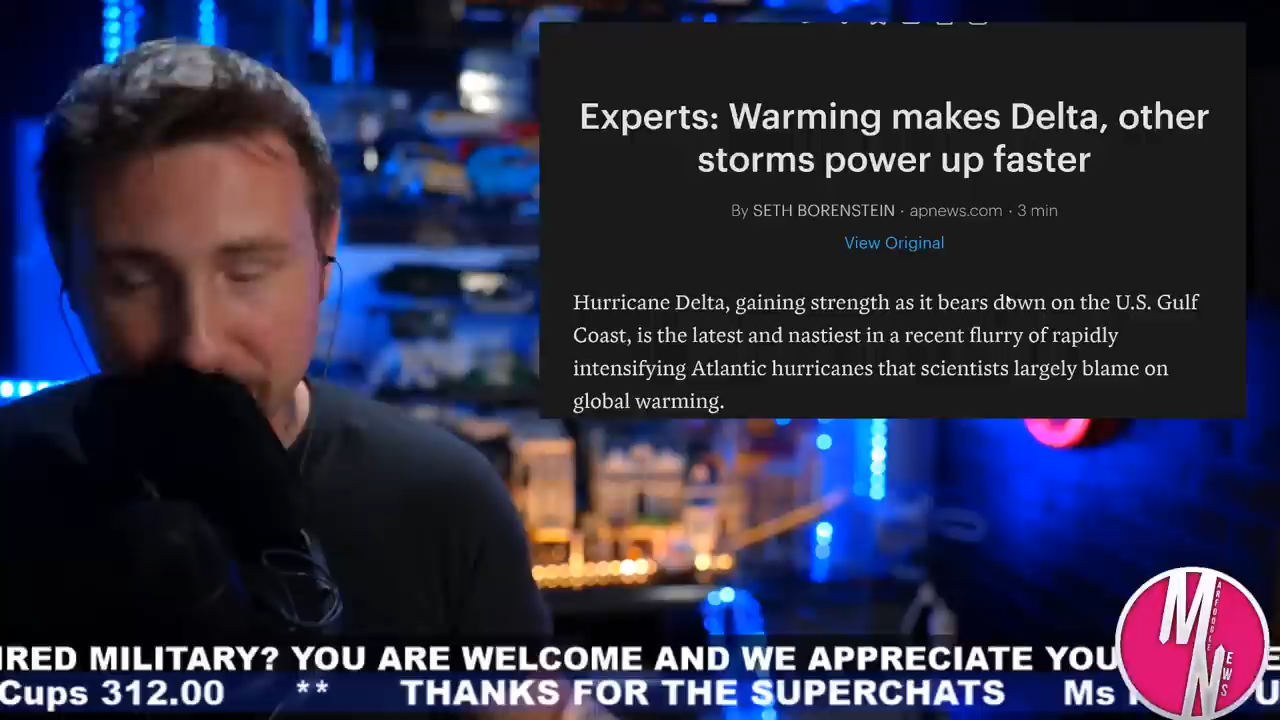 Experts: Warming makes Delta, other
storms power up faster
By SETH BORENSTEIN · apnews.com · 3 min
View Original
Hurricane Delta, gaining strength as it bears down on the U.S. Gulf
Coast, is the latest and nastiest in a recent flurry of rapidly
intensifying Atlantic hurricanes that scientists largely blame on
global warming.
IRED MILITARY? YOU ARE WELCOME AND WE APPRECIATE YOU
Cups 312.00 ** THANKS FOR THE SUPERCHATS Ms
MARFOOGLE
NEWS